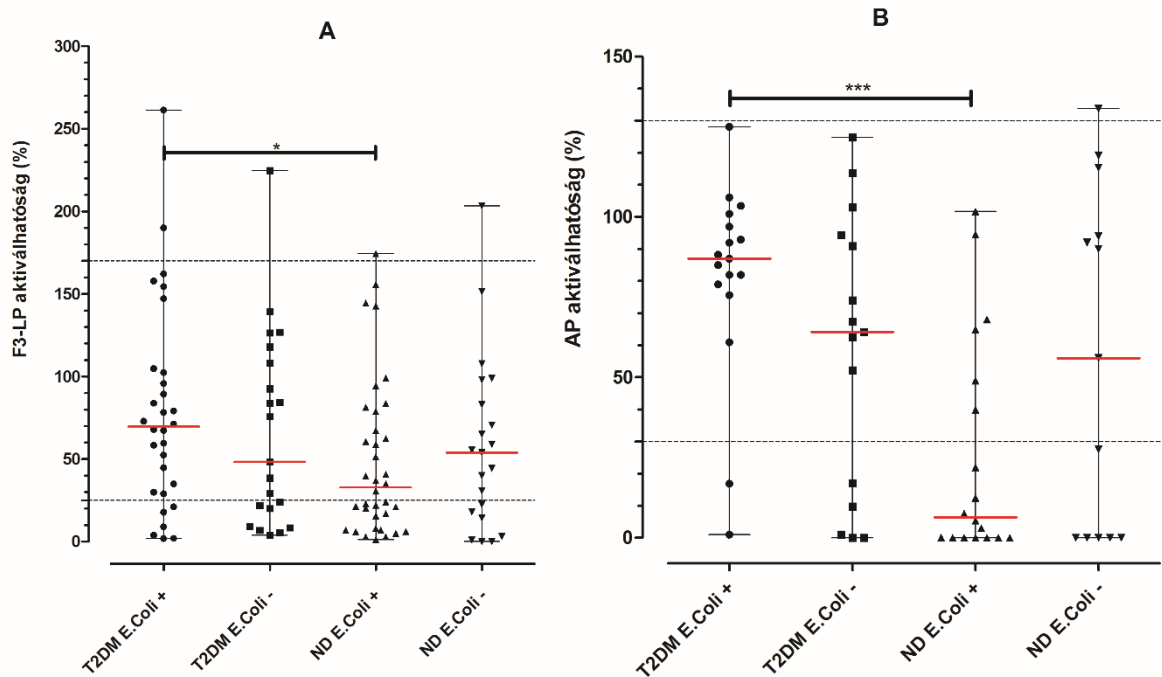 A
F3-LP aktiválhatóság (%)
300
250
200
150
100
50
0
*
T2DM E.Coli +
T2DM E.Coli -
ND E.Coli +
ND E.Coli -
B
AP aktiválhatóság (%)
150
100
50
0
***
T2DM E.Coli +
T2DM E.Coli -
ND E.Coli +
ND E.Coli -